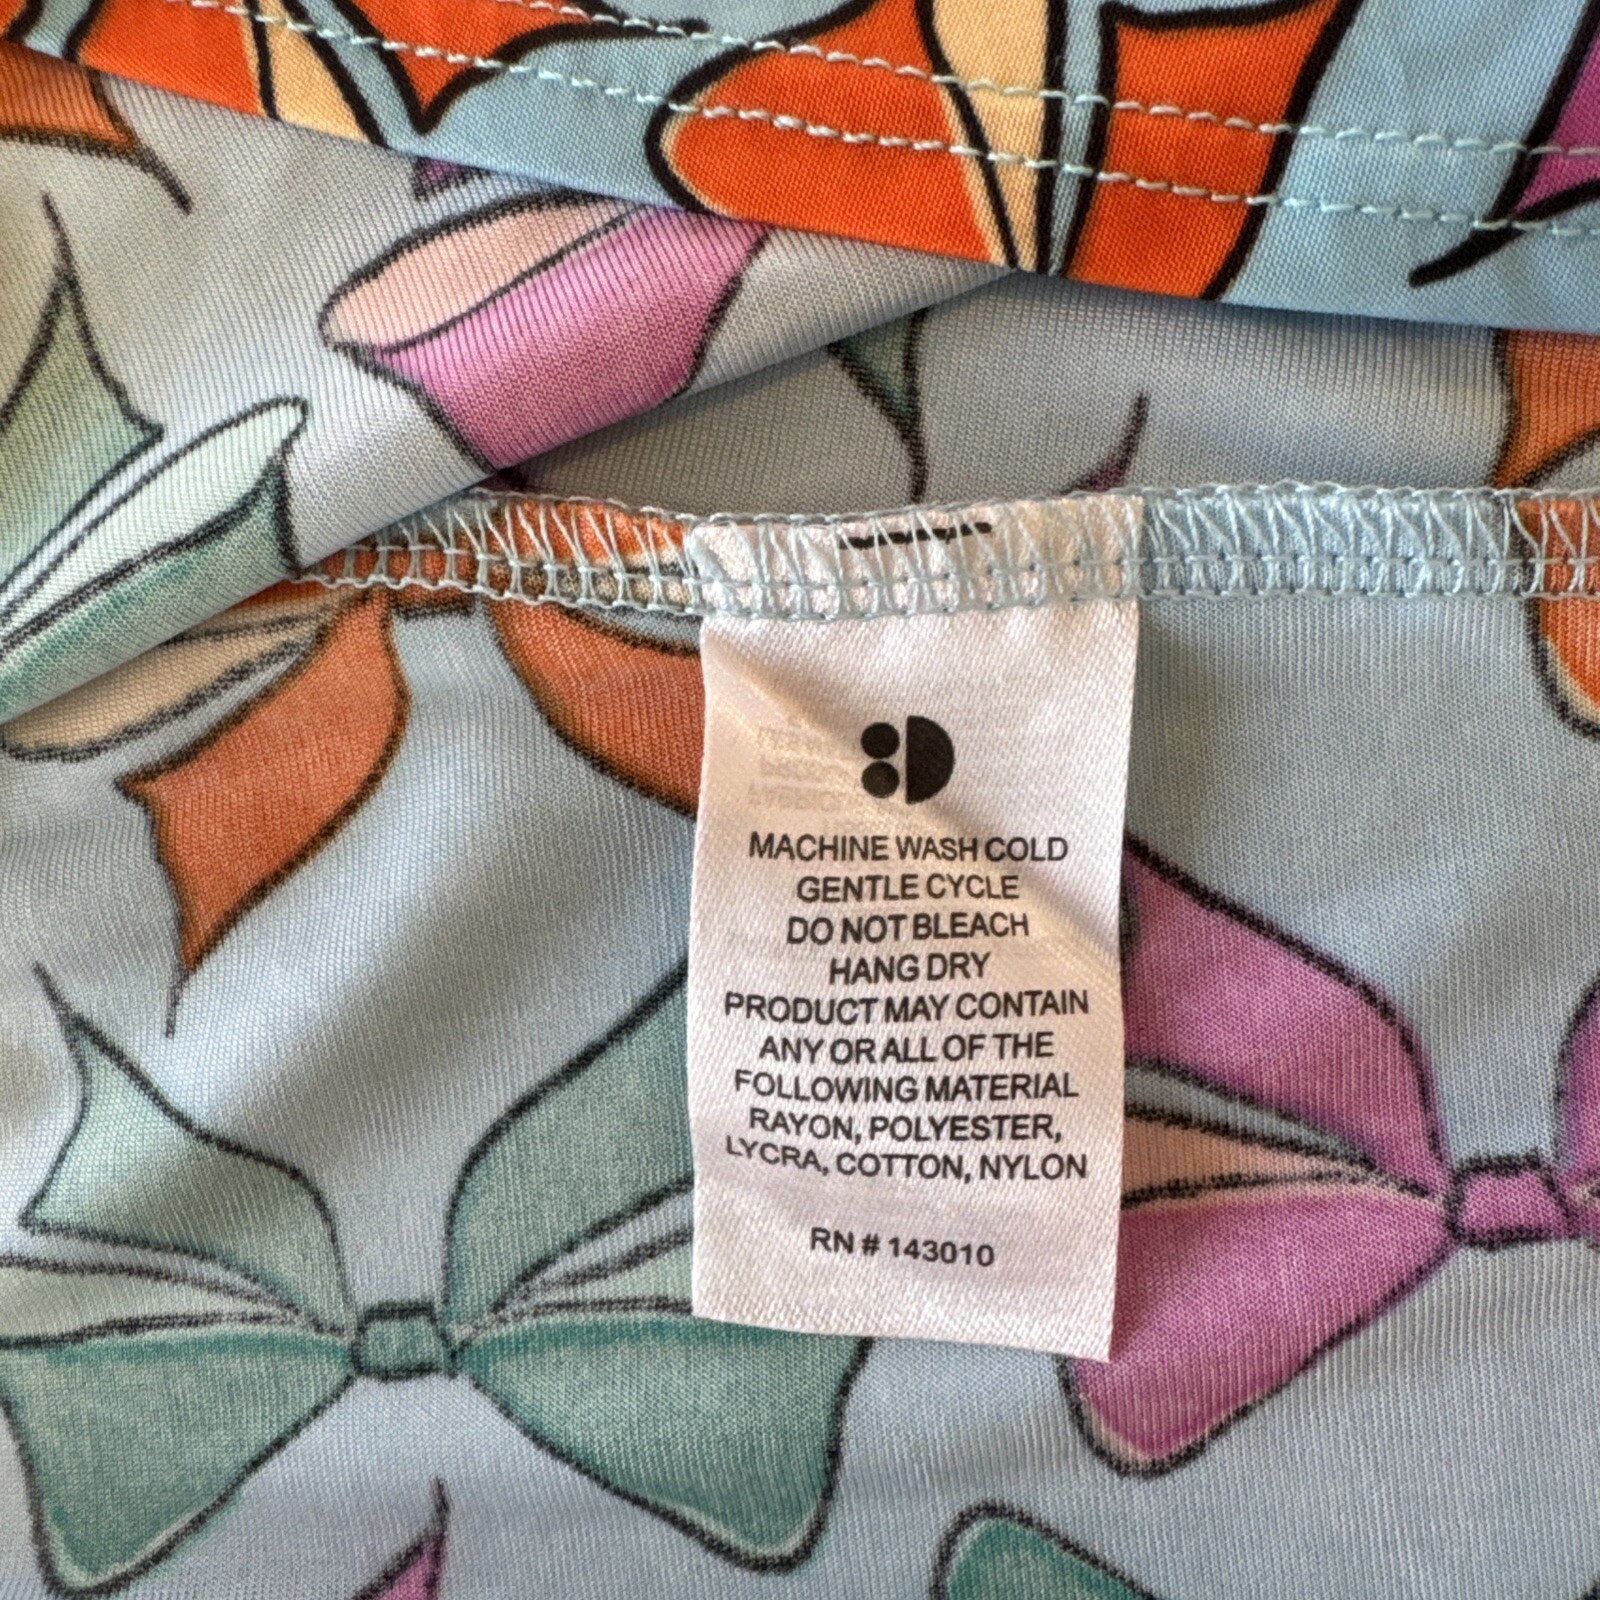 MACHINE WASH COLD
GENTLE CYCLE
DO NOT BLEACH
HANG DRY
PRODUCT MAY CONTAIN
ANY OR ALL OF THE
FOLLOWING MATERIAL
RAYON, POLYESTER,
LYCRA, COTTON, NYLON
RN # 143010